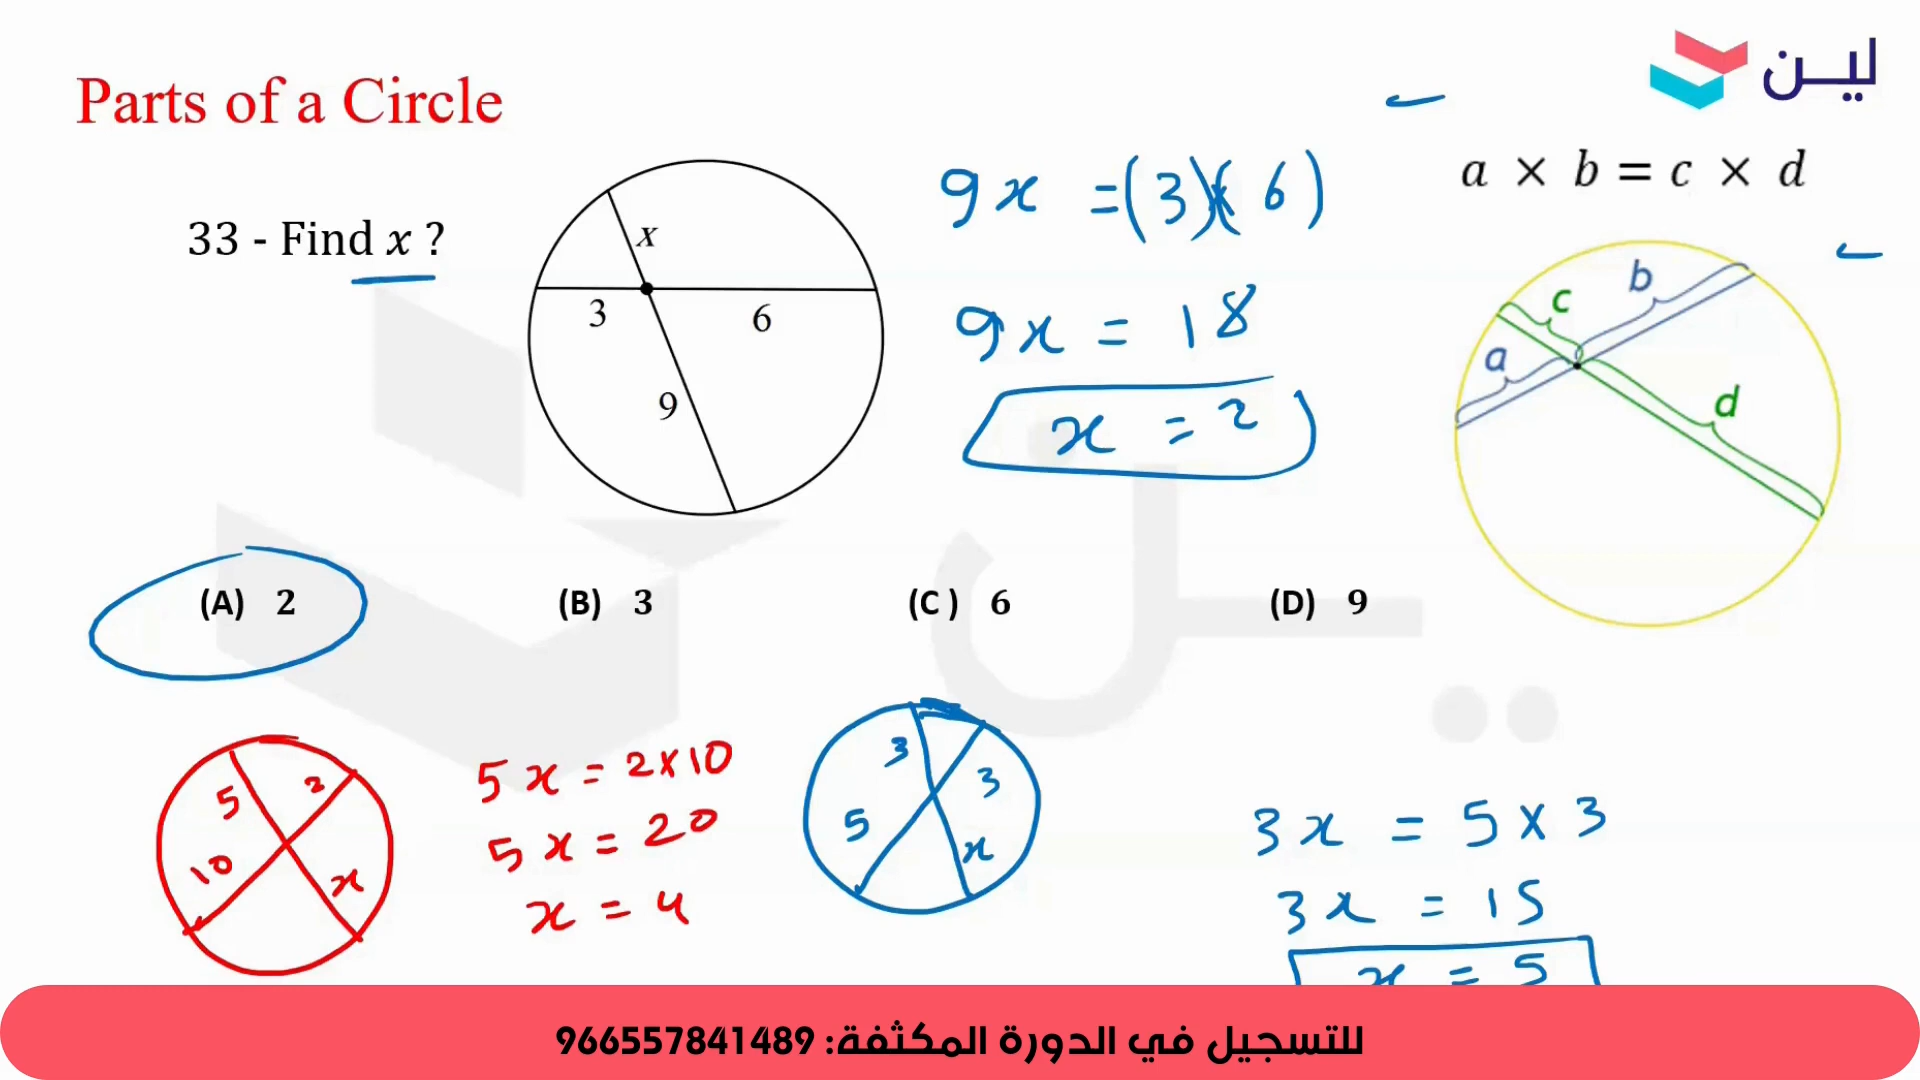 Parts of a Circle
لين
33 - Find x ?
x
3
6
9
9x = (3)(6)
9x = 18
x = 2
a × b = c × d
a
b
c
d
(A) 2
(B) 3
(C ) 6
(D) 9
5
2
10
x
5x = 2x10
5x = 20
x = 4
3
3
5
x
3x = 5 x 3
3x = 15
x = 5
للتسجيل في الدورة المكثفة: 966557841489